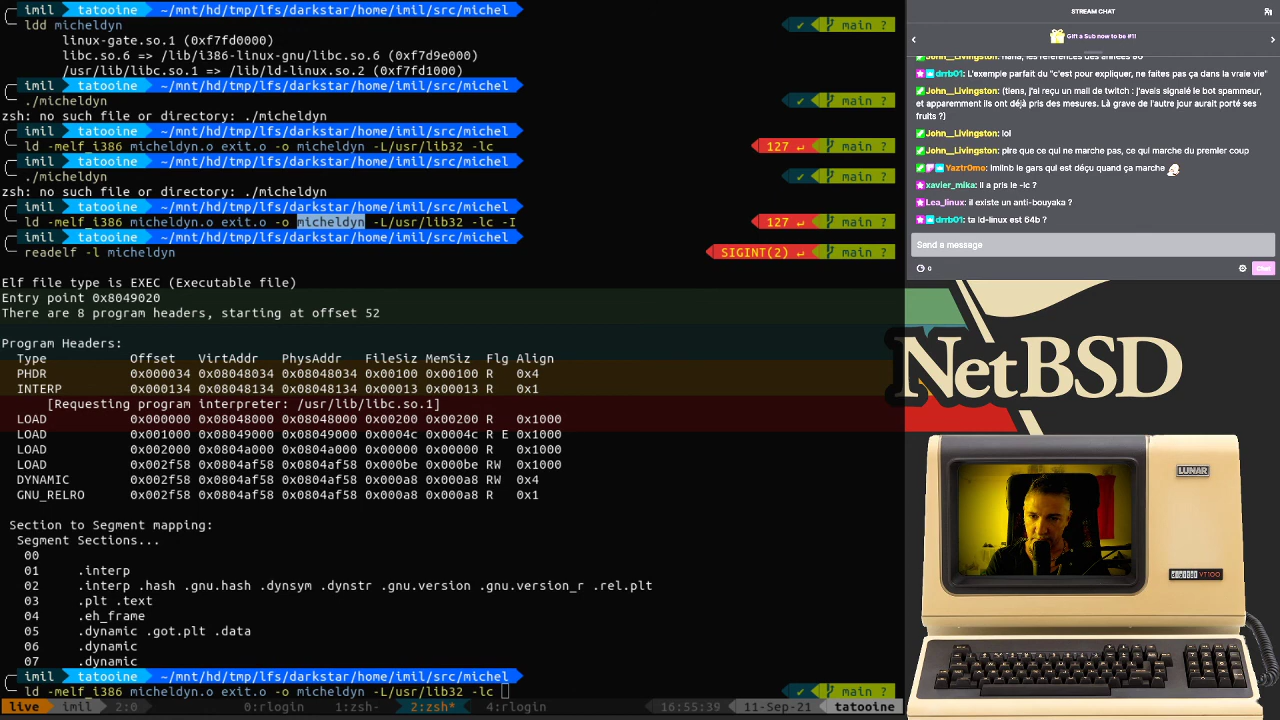 imil tatooine ~/mnt/hd/tmp/lfs/darkstar/home/imil/src/michel
ldd micheldyn ✔ main ?
linux-gate.so.1 (0xf7fd0000)
libc.so.6 => /lib/i386-linux-gnu/libc.so.6 (0xf7d9e000)
/usr/lib/libc.so.1 => /lib/ld-linux.so.2 (0xf7fd1000)
imil tatooine ~/mnt/hd/tmp/lfs/darkstar/home/imil/src/michel
./micheldyn ✔ main ?
zsh: no such file or directory: ./micheldyn
imil tatooine ~/mnt/hd/tmp/lfs/darkstar/home/imil/src/michel
ld -melf_i386 micheldyn.o exit.o -o micheldyn -L/usr/lib32 -lc 127 ↵ main ?
imil tatooine ~/mnt/hd/tmp/lfs/darkstar/home/imil/src/michel
./micheldyn ✔ main ?
zsh: no such file or directory: ./micheldyn
imil tatooine ~/mnt/hd/tmp/lfs/darkstar/home/imil/src/michel
ld -melf_i386 micheldyn.o exit.o -o micheldyn -L/usr/lib32 -lc -I 127 ↵ main ?
imil tatooine ~/mnt/hd/tmp/lfs/darkstar/home/imil/src/michel
readelf -l micheldyn SIGINT(2) ↵ main ?
Elf file type is EXEC (Executable file)
Entry point 0x8049020
There are 8 program headers, starting at offset 52
Program Headers:
Type Offset VirtAddr PhysAddr FileSiz MemSiz Flg Align
PHDR 0x000034 0x08048034 0x08048034 0x00100 0x00100 R 0x4
INTERP 0x000134 0x08048134 0x08048134 0x00013 0x00013 R 0x1
[Requesting program interpreter: /usr/lib/libc.so.1]
LOAD 0x000000 0x08048000 0x08048000 0x00200 0x00200 R 0x1000
LOAD 0x001000 0x08049000 0x08049000 0x0004c 0x0004c R E 0x1000
LOAD 0x002000 0x0804a000 0x0804a000 0x00000 0x00000 R 0x1000
LOAD 0x002f58 0x0804af58 0x0804af58 0x000be 0x000be RW 0x1000
DYNAMIC 0x002f58 0x0804af58 0x0804af58 0x000a8 0x000a8 RW 0x4
GNU_RELRO 0x002f58 0x0804af58 0x0804af58 0x000a8 0x000a8 R 0x1
Section to Segment mapping:
Segment Sections...
00
01 .interp
02 .interp .hash .gnu.hash .dynsym .dynstr .gnu.version .gnu.version_r .rel.plt
03 .plt .text
04 .eh_frame
05 .dynamic .got.plt .data
06 .dynamic
07 .dynamic
imil tatooine ~/mnt/hd/tmp/lfs/darkstar/home/imil/src/michel
ld -melf_i386 micheldyn.o exit.o -o micheldyn -L/usr/lib32 -lc ✔ main ?
live imil 2:0 0:rlogin 1:zsh- 2:zsh* 4:rlogin 16:55:39 11-Sep-21 tatooine
STREAM CHAT
Gift a Sub now to be #1!
drrb01: L'exemple parfait du "c'est pour expliquer, ne faites pas ça dans la vraie vie"
John__Livingston: (tiens, j'ai reçu un mail de twitch : j'avais signalé le bot spammeur,
et apparemment ils ont déjà pris des mesures. Là grave de l'autre jour aurait porté ses
fruits ?)
John__Livingston: lol
John__Livingston: pire que ce qui ne marche pas, ce qui marche du premier coup
Yaztr0mo: imilnb le gars qui est déçu quand ça marche
xavier_mika: il a pris le -lc ?
Lea_linux: il existe un anti-bouyaka ?
drrb01: ta ld-linux est 64b ?
Send a message
0
Chat
NetBSD
LUNAR
digital VT100